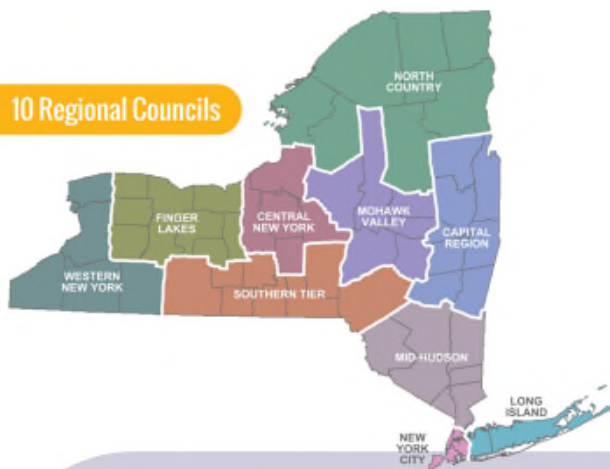 10 Regional Councils
NORTH
COUNTRY
FINGER
LAKES
CENTRAL
NEW YORK
MOHAWK
VALLEY
CAPITAL
REGION
WESTERN
NEW YORK
SOUTHERN TIER
MID-HUDSON
LONG
ISLAND
NEW
YORK
CITY